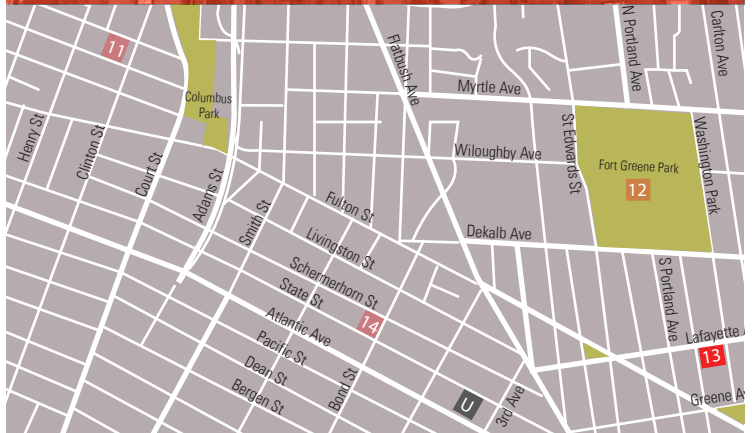 11
Columbus
Park
Henry St
Clinton St
Court St
Adams St
Smith St
Flatbush Ave
Myrtle Ave
N Portland Ave
Carlton Ave
Wiloughby Ave
St Edwards St
Fort Greene Park
12
Washington Park
Fulton St
Livingston St
Schermerhorn St
State St
Atlantic Ave
Pacific St
Dean St
Bergen St
14
Bond St
Dekalb Ave
S Portland Ave
Lafayette A
13
Greene Av
U
3rd Ave